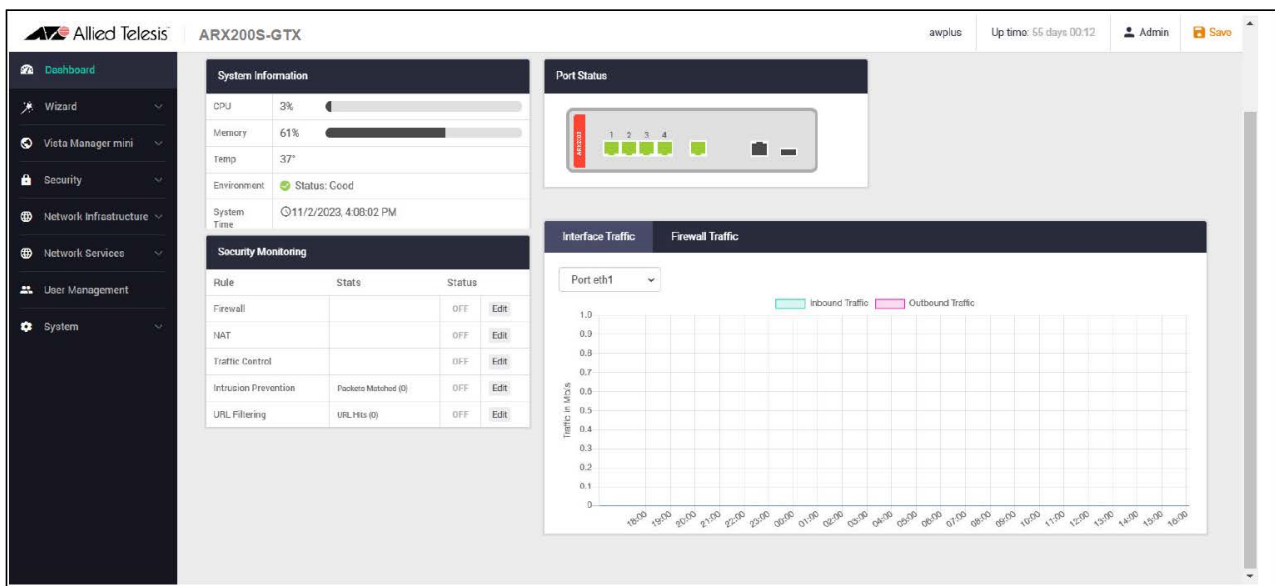 Allied Telesis
ARX200S-GTX
awplus
Up time: 55 days 00:12
Admin
Save
Dashboard
Wizard
Vista Manager mini
Security
Network Infrastructure
Network Services
User Management
System
System Information
CPU 3%
Memory 61%
Temp 37°
Environment Status: Good
System Time 11/2/2023, 4:08:02 PM
Security Monitoring
Rule Stats Status
Firewall OFF Edit
NAT OFF Edit
Traffic Control OFF Edit
Intrusion Prevention Packets Matched (0) OFF Edit
URL Filtering URL Hits (0) OFF Edit
Port Status
1 2 3 4
Interface Traffic Firewall Traffic
Port eth1
Inbound Traffic Outbound Traffic
Traffic in Mb/s
1.0
0.9
0.8
0.7
0.6
0.5
0.4
0.3
0.2
0.1
0
18:00 19:00 20:00 21:00 22:00 23:00 00:00 01:00 02:00 03:00 04:00 05:00 06:00 07:00 08:00 09:00 10:00 11:00 12:00 13:00 14:00 15:00 16:00